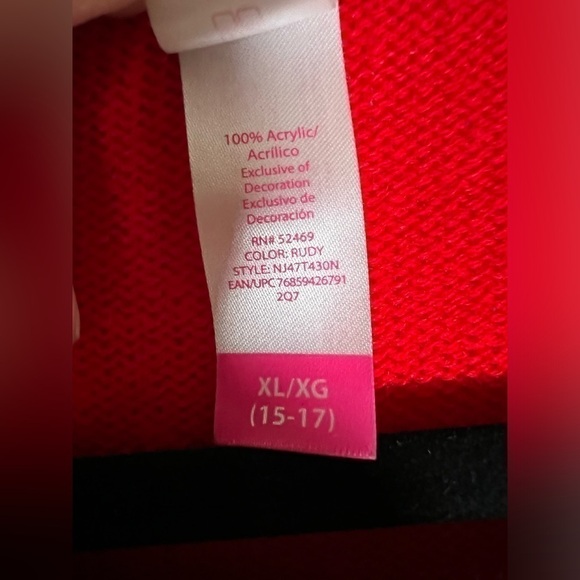 100% Acrylic/
Acrílico
Exclusive of
Decoration
Exclusivo de
Decoración
RN# 52469
COLOR: RUDY
STYLE: NJ47T430N
EAN/UPC 76859426791
2Q7
XL/XG
(15-17)